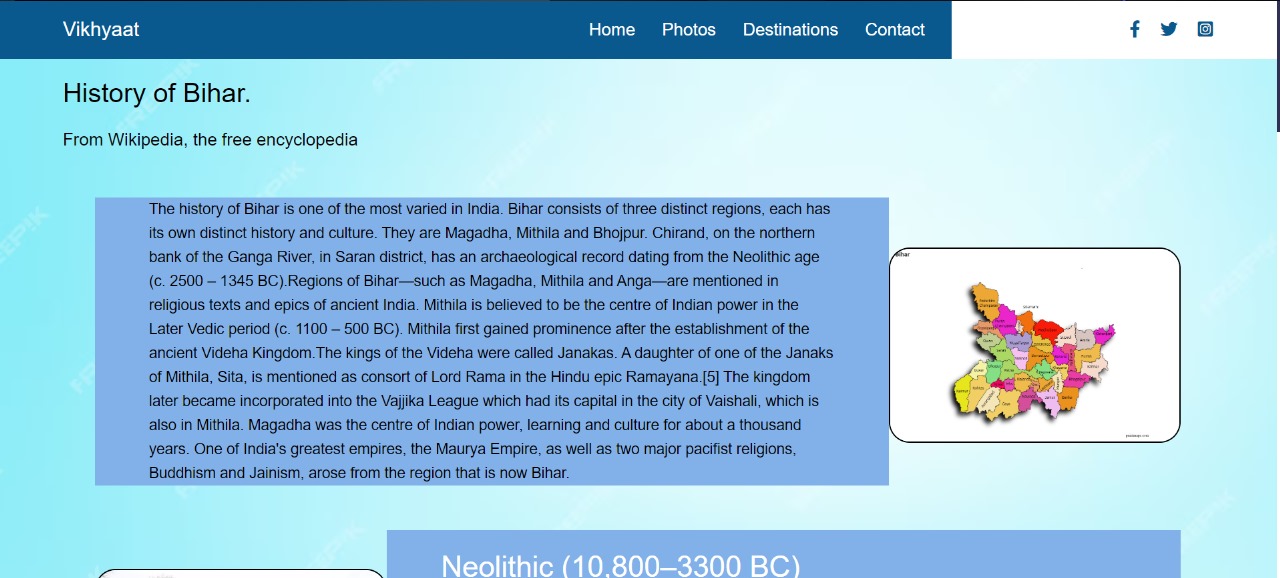 Vikhyaat
Home Photos Destinations Contact
History of Bihar.
From Wikipedia, the free encyclopedia
The history of Bihar is one of the most varied in India. Bihar consists of three distinct regions, each has
its own distinct history and culture. They are Magadha, Mithila and Bhojpur. Chirand, on the northern
bank of the Ganga River, in Saran district, has an archaeological record dating from the Neolithic age
(c. 2500 – 1345 BC).Regions of Bihar—such as Magadha, Mithila and Anga—are mentioned in
religious texts and epics of ancient India. Mithila is believed to be the centre of Indian power in the
Later Vedic period (c. 1100 – 500 BC). Mithila first gained prominence after the establishment of the
ancient Videha Kingdom.The kings of the Videha were called Janakas. A daughter of one of the Janaks
of Mithila, Sita, is mentioned as consort of Lord Rama in the Hindu epic Ramayana.[5] The kingdom
later became incorporated into the Vajjika League which had its capital in the city of Vaishali, which is
also in Mithila. Magadha was the centre of Indian power, learning and culture for about a thousand
years. One of India's greatest empires, the Maurya Empire, as well as two major pacifist religions,
Buddhism and Jainism, arose from the region that is now Bihar.
Bihar
Neolithic (10,800–3300 BC)